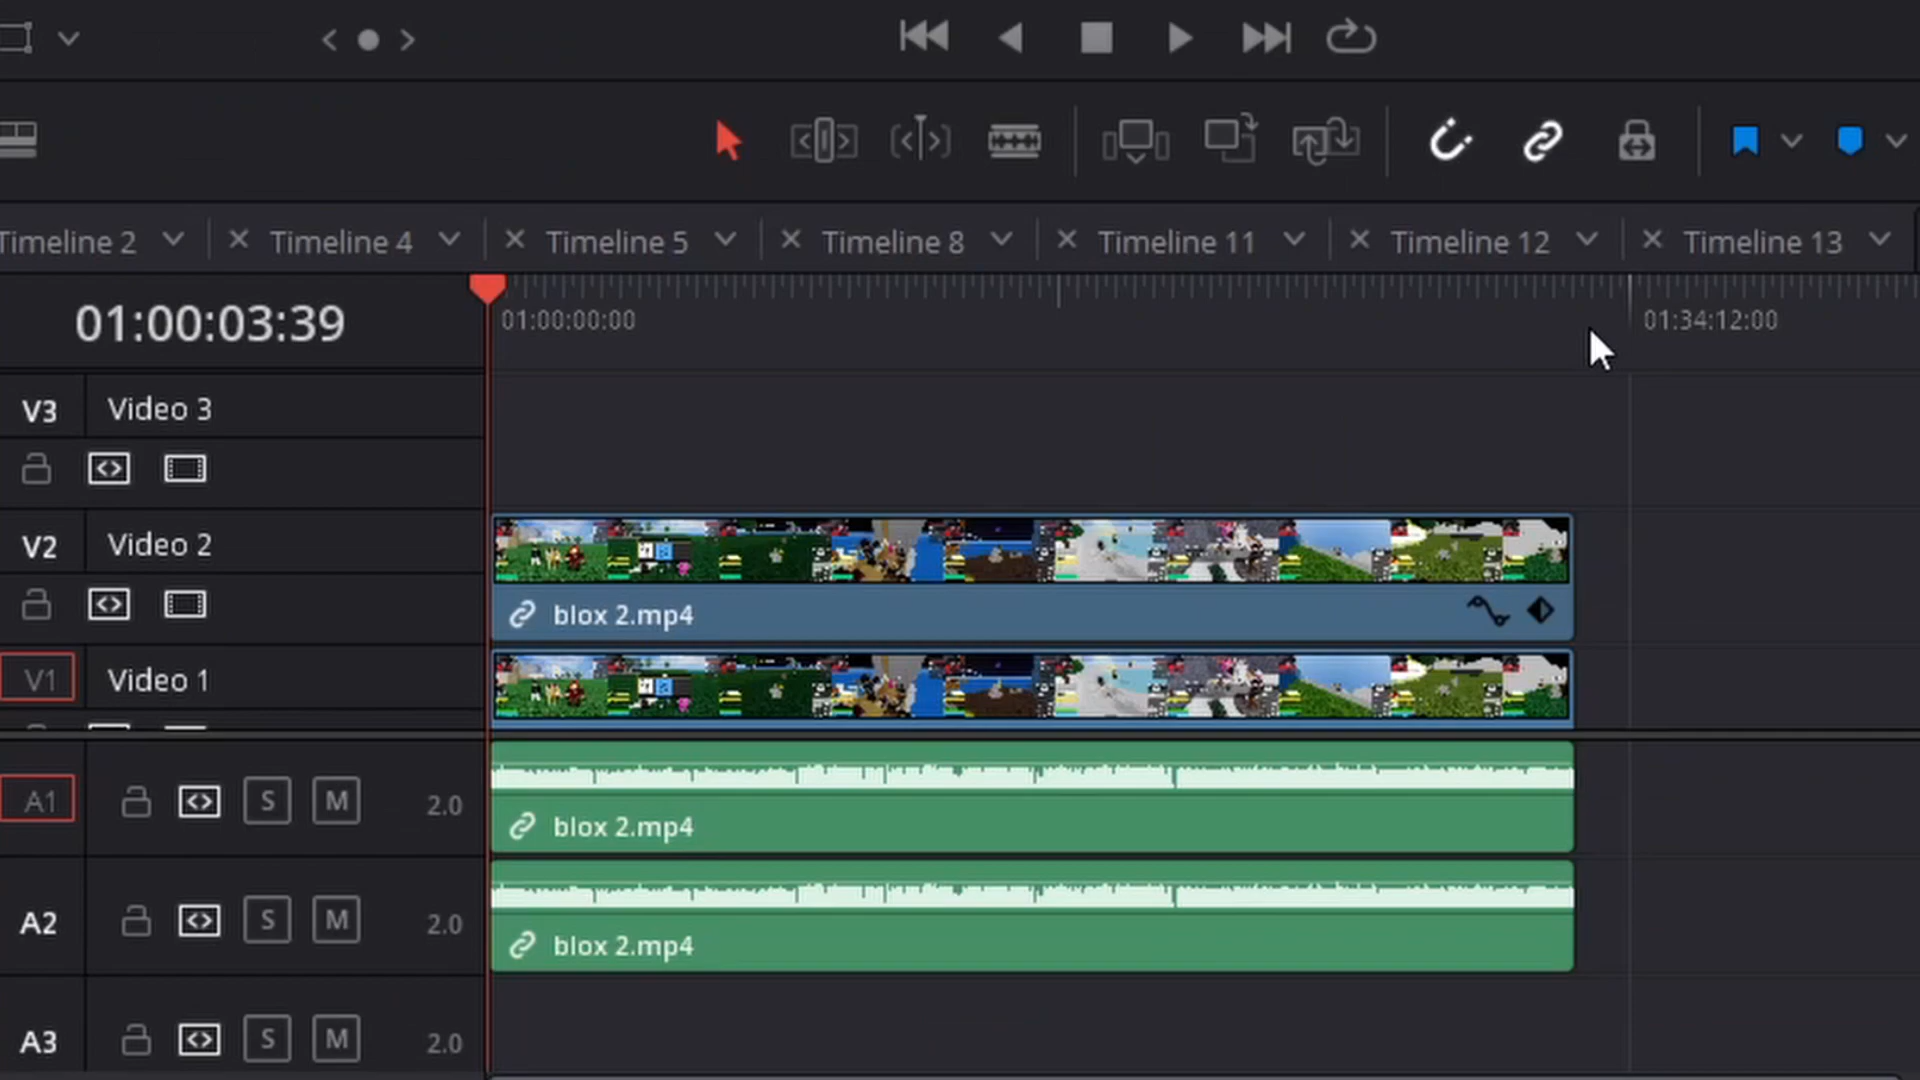 Timeline 2
Timeline 4
Timeline 5
Timeline 8
Timeline 11
Timeline 12
Timeline 13
01:00:03:39
01:00:00:00
01:34:12:00
V3
Video 3
V2
Video 2
blox 2.mp4
V1
Video 1
A1
S
M
2.0
blox 2.mp4
A2
S
M
2.0
blox 2.mp4
A3
S
M
2.0